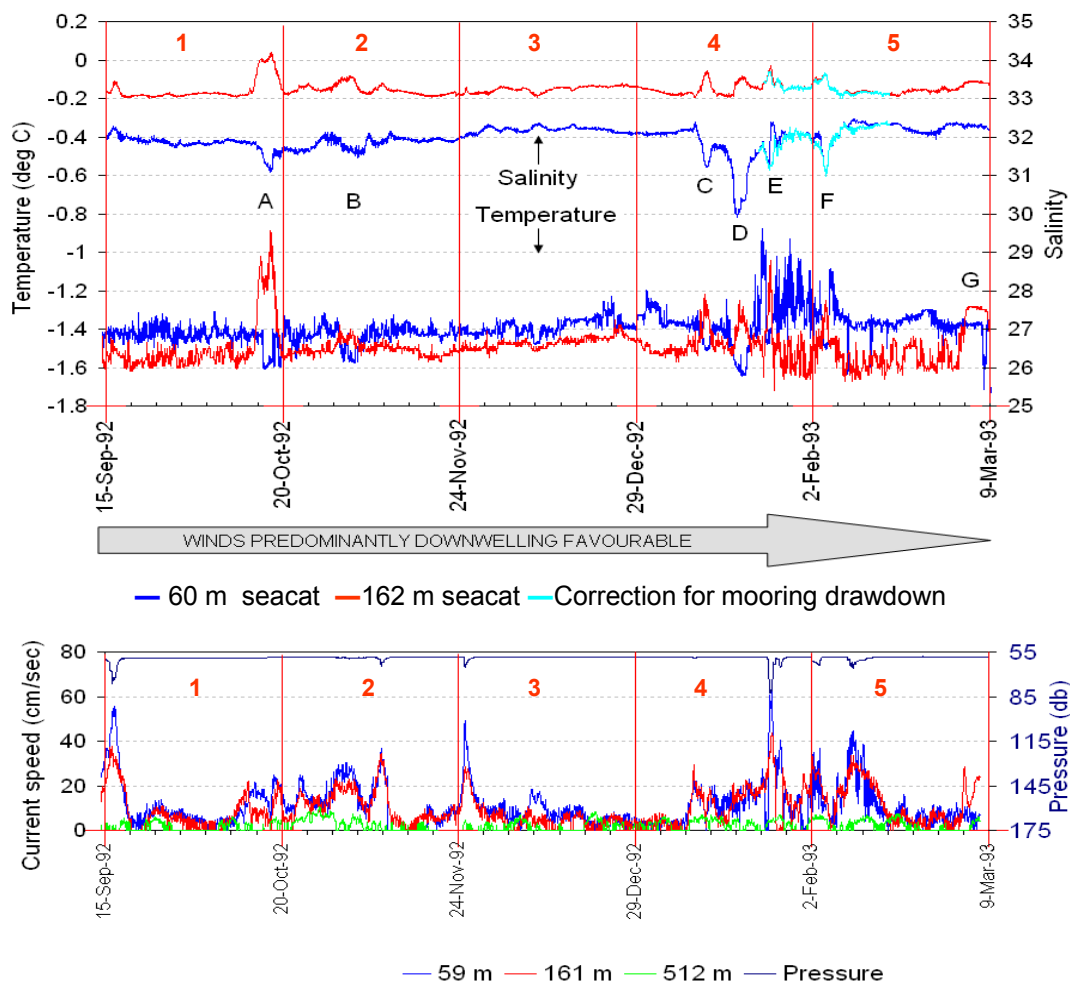 0.2
0
-0.2
-0.4
-0.6
-0.8
-1
-1.2
-1.4
-1.6
-1.8
Temperature (deg C)
1 2 3 4 5
Salinity
Temperature
A B C D E F G
35
34
33
32
31
30
29
28
27
26
25
Salinity
15-Sep-92 20-Oct-92 24-Nov-92 29-Dec-92 2-Feb-93 9-Mar-93
WINDS PREDOMINANTLY DOWNWELLING FAVOURABLE
60 m seacat 162 m seacat Correction for mooring drawdown
80
60
40
20
0
Current speed (cm/sec)
1 2 3 4 5
55
85
115
145
175
Pressure (db)
15-Sep-92 20-Oct-92 24-Nov-92 29-Dec-92 2-Feb-93 9-Mar-93
59 m 161 m 512 m Pressure